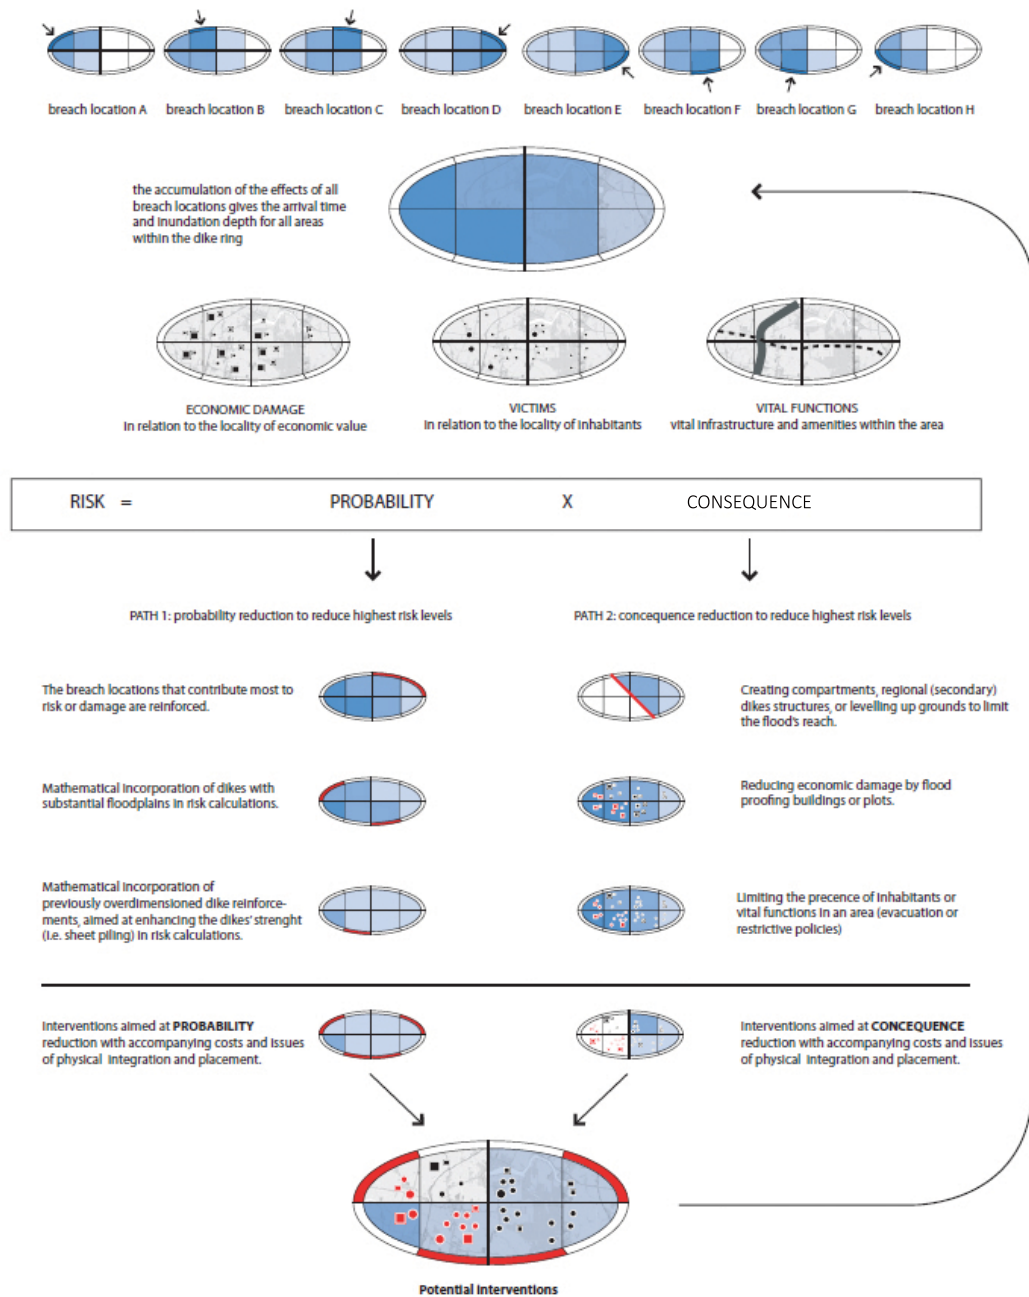 breach location A
breach location B
breach location C
breach location D
breach location E
breach location F
breach location G
breach location H
the accumulation of the effects of all
breach locations gives the arrival time
and inundation depth for all areas
within the dike ring
ECONOMIC DAMAGE
in relation to the locality of economic value
VICTIMS
in relation to the locality of inhabitants
VITAL FUNCTIONS
vital infrastructure and amenities within the area
RISK = PROBABILITY X CONSEQUENCE
PATH 1: probability reduction to reduce highest risk levels
PATH 2: concequence reduction to reduce highest risk levels
The breach locations that contribute most to
risk or damage are reinforced.
Creating compartments, regional (secondary)
dikes structures, or levelling up grounds to limit
the flood's reach.
Mathematical incorporation of dikes with
substantial floodplains in risk calculations.
Reducing economic damage by flood
proofing buildings or plots.
Mathematical incorporation of
previously overdimensioned dike reinforce-
ments, aimed at enhancing the dikes' strenght
(i.e. sheet piling) in risk calculations.
Limiting the precence of inhabitants or
vital functions in an area (evacuation or
restrictive policies)
Interventions aimed at PROBABILITY
reduction with accompanying costs and issues
of physical integration and placement.
Interventions aimed at CONCEQUENCE
reduction with accompanying costs and issues
of physical integration and placement.
Potential interventions